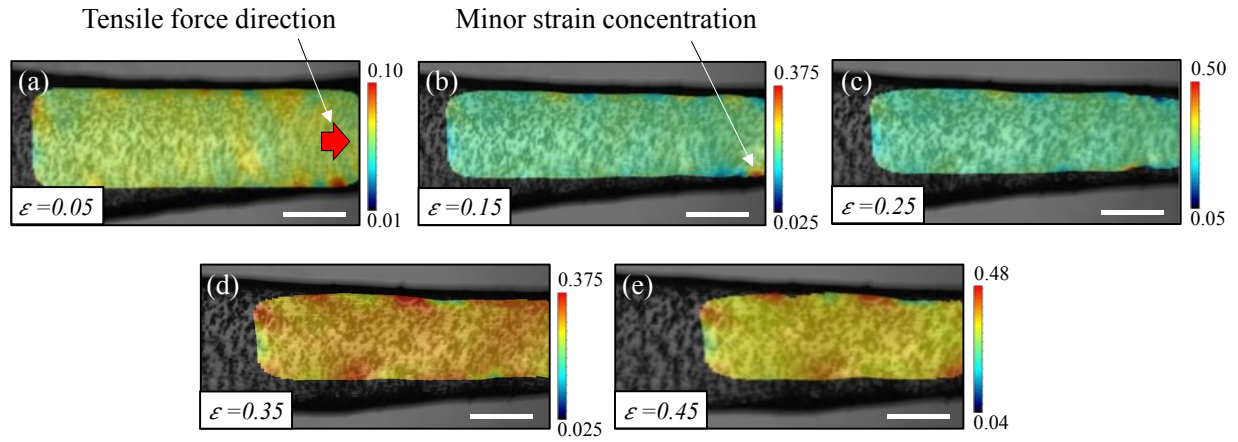 Tensile force direction
Minor strain concentration
(a)
0.10
0.01
ε =0.05
(b)
0.375
0.025
ε =0.15
(c)
0.50
0.05
ε =0.25
(d)
0.375
0.025
ε =0.35
(e)
0.48
0.04
ε =0.45